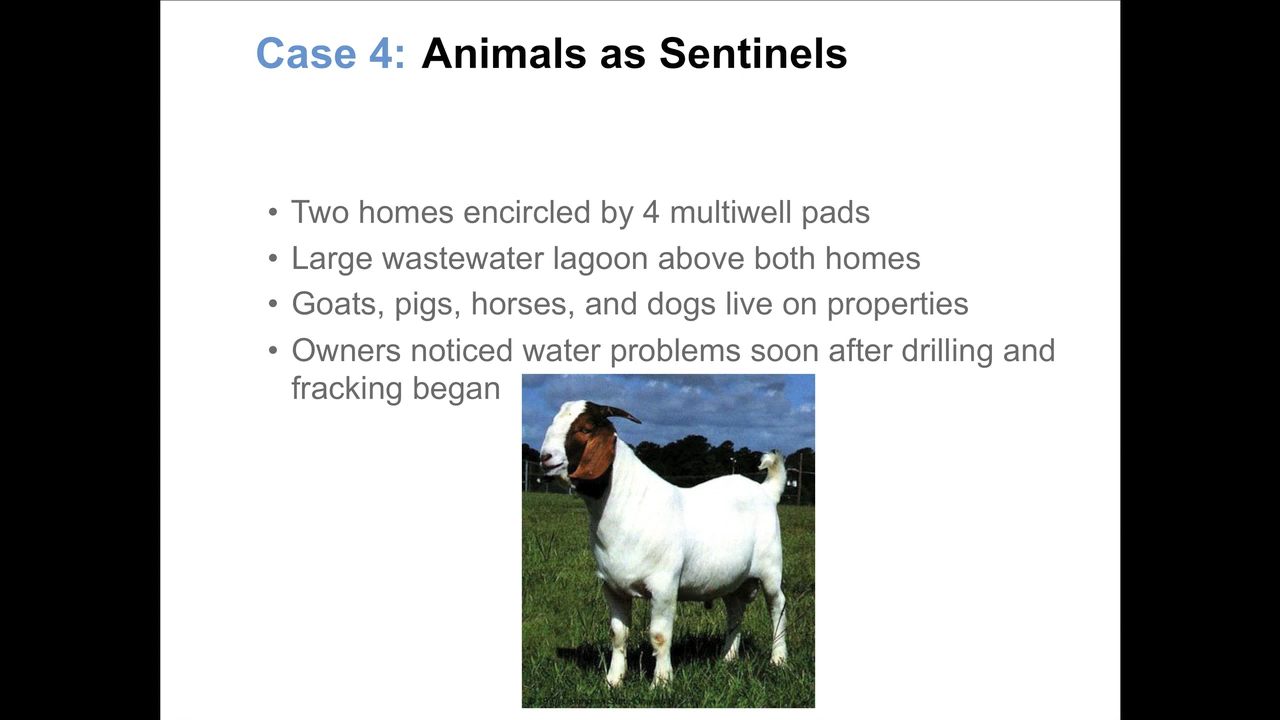 Case 4: Animals as Sentinels
• Two homes encircled by 4 multiwell pads
• Large wastewater lagoon above both homes
• Goats, pigs, horses, and dogs live on properties
• Owners noticed water problems soon after drilling and
fracking began